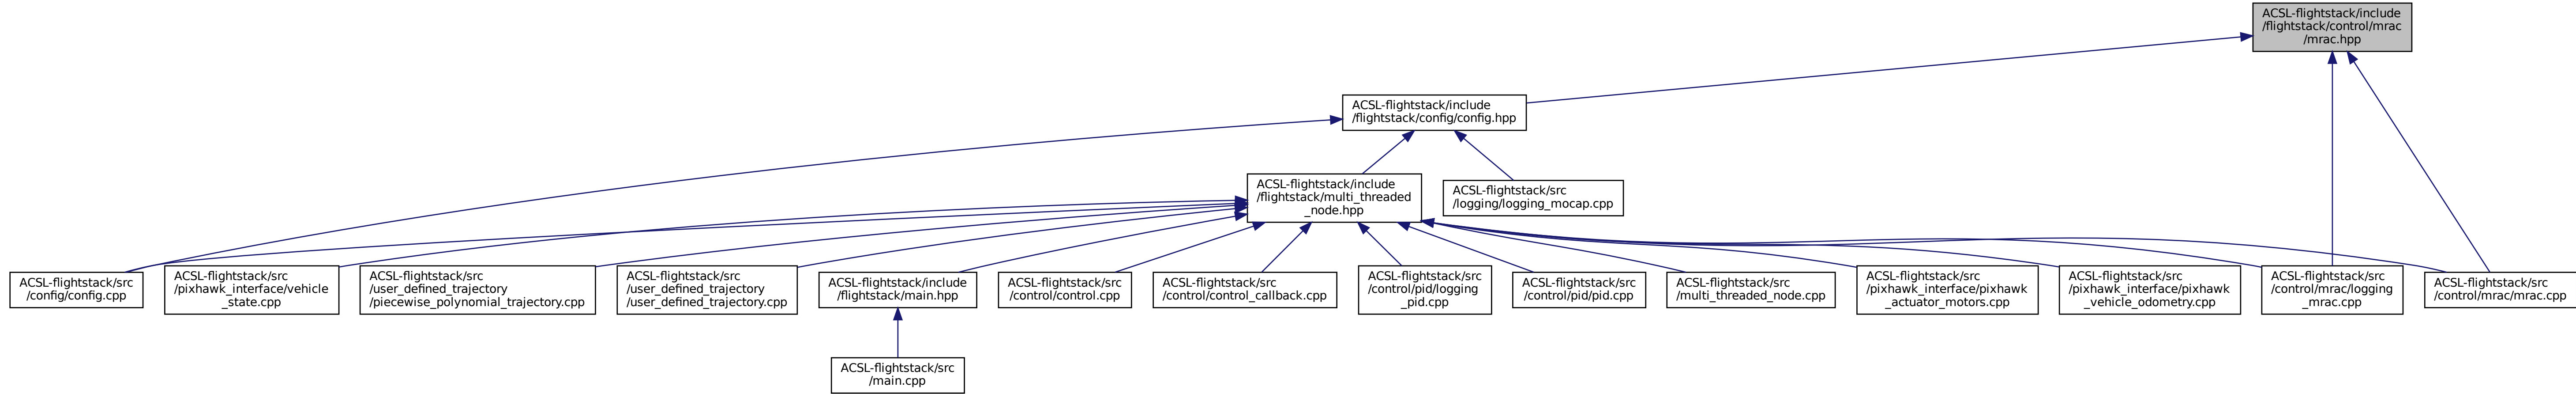 ACSL-flightstack/include
/flightstack/control/mrac
/mrac.hpp
ACSL-flightstack/include
/flightstack/config/config.hpp
ACSL-flightstack/include
/flightstack/multi_threaded
_node.hpp
ACSL-flightstack/src
/logging/logging_mocap.cpp
ACSL-flightstack/src
/config/config.cpp
ACSL-flightstack/src
/pixhawk_interface/vehicle
_state.cpp
ACSL-flightstack/src
/user_defined_trajectory
/piecewise_polynomial_trajectory.cpp
ACSL-flightstack/src
/user_defined_trajectory
/user_defined_trajectory.cpp
ACSL-flightstack/include
/flightstack/main.hpp
ACSL-flightstack/src
/control/control.cpp
ACSL-flightstack/src
/control/control_callback.cpp
ACSL-flightstack/src
/control/pid/logging
_pid.cpp
ACSL-flightstack/src
/control/pid/pid.cpp
ACSL-flightstack/src
/multi_threaded_node.cpp
ACSL-flightstack/src
/pixhawk_interface/pixhawk
_actuator_motors.cpp
ACSL-flightstack/src
/pixhawk_interface/pixhawk
_vehicle_odometry.cpp
ACSL-flightstack/src
/control/mrac/logging
_mrac.cpp
ACSL-flightstack/src
/control/mrac/mrac.cpp
ACSL-flightstack/src
/main.cpp